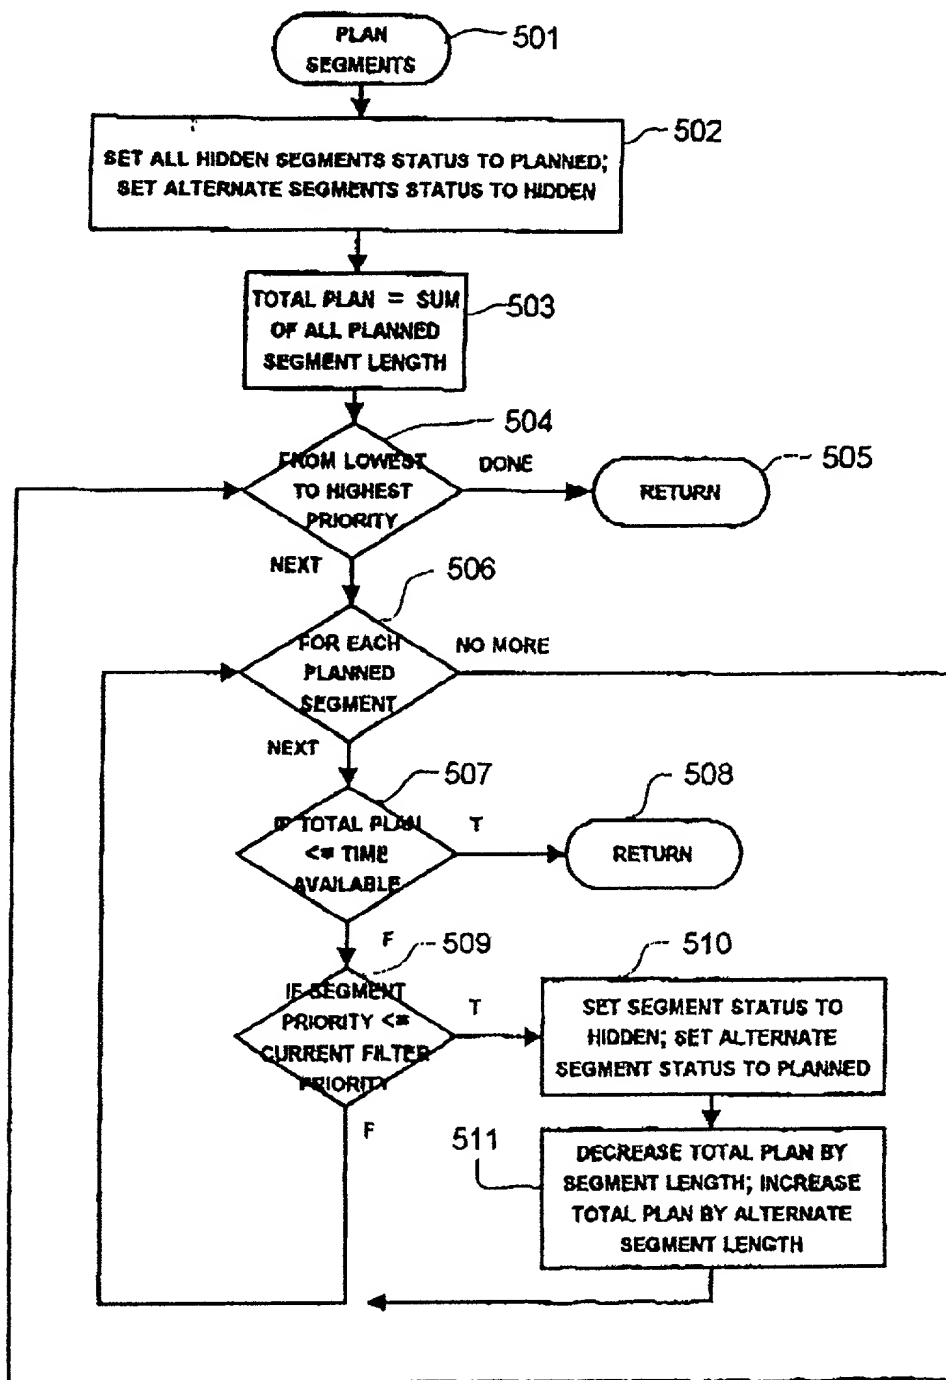 PLAN
SEGMENTS
501
502
SET ALL HIDDEN SEGMENTS STATUS TO PLANNED;
SET ALTERNATE SEGMENTS STATUS TO HIDDEN
TOTAL PLAN = SUM
OF ALL PLANNED
SEGMENT LENGTH
503
504
FROM LOWEST
TO HIGHEST
PRIORITY
DONE
RETURN
505
NEXT
506
FOR EACH
PLANNED
SEGMENT
NO MORE
NEXT
507
IF TOTAL PLAN
<= TIME
AVAILABLE
T
508
RETURN
F
509
IF SEGMENT
PRIORITY <=
CURRENT FILTER
PRIORITY
T
510
SET SEGMENT STATUS TO
HIDDEN; SET ALTERNATE
SEGMENT STATUS TO PLANNED
F
511
DECREASE TOTAL PLAN BY
SEGMENT LENGTH; INCREASE
TOTAL PLAN BY ALTERNATE
SEGMENT LENGTH